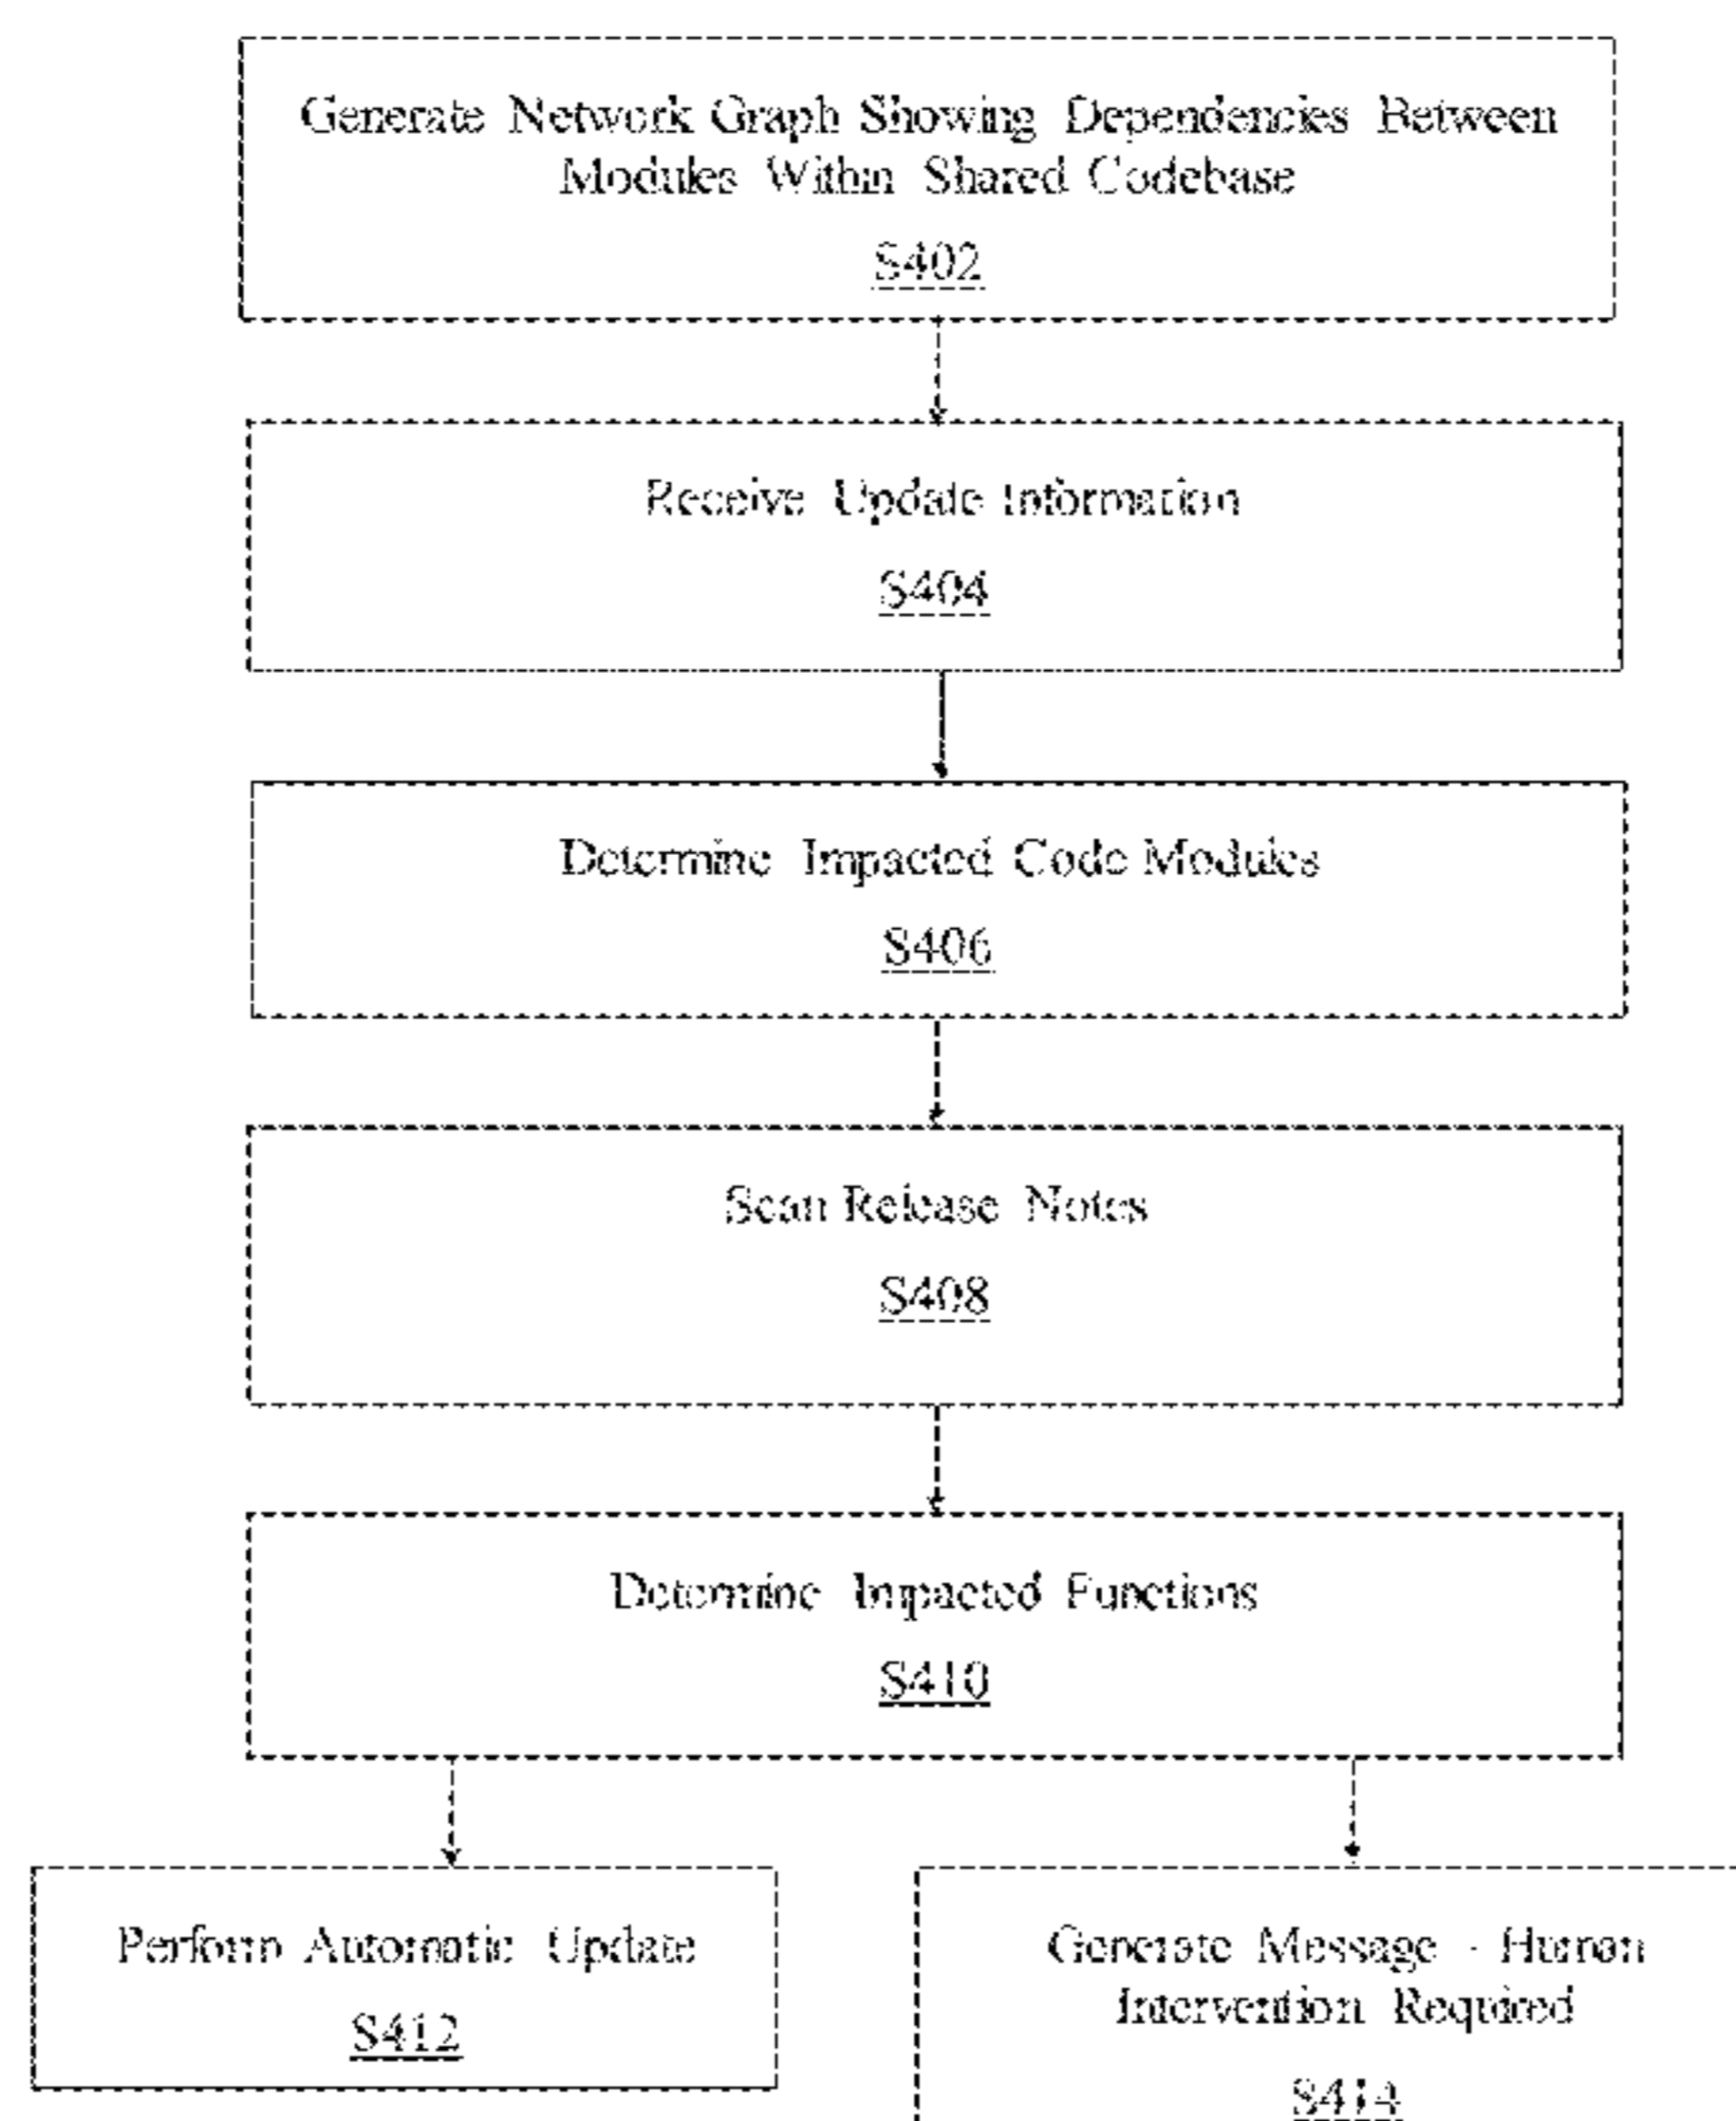 Generate Network Graph Showing Dependencies Between
Modules Within Shared Codebase
S402
Receive Update Information
S404
Determine Impacted Code Modules
S406
Scan Release Notes
S408
Determine Impacted Functions
S410
Perform Automatic Update
S412
Generate Message - Human
Intervention Required
S414